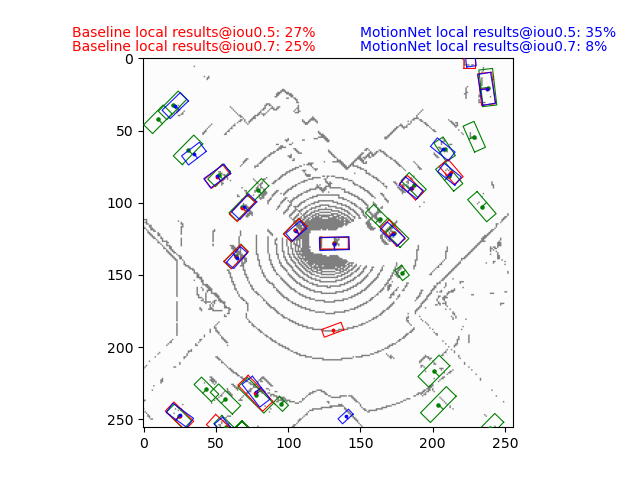 Baseline local results@iou0.5: 27% MotionNet local results@iou0.5: 35%
Baseline local results@iou0.7: 25% MotionNet local results@iou0.7: 8%
0
50
100
150
200
250
0 50 100 150 200 250